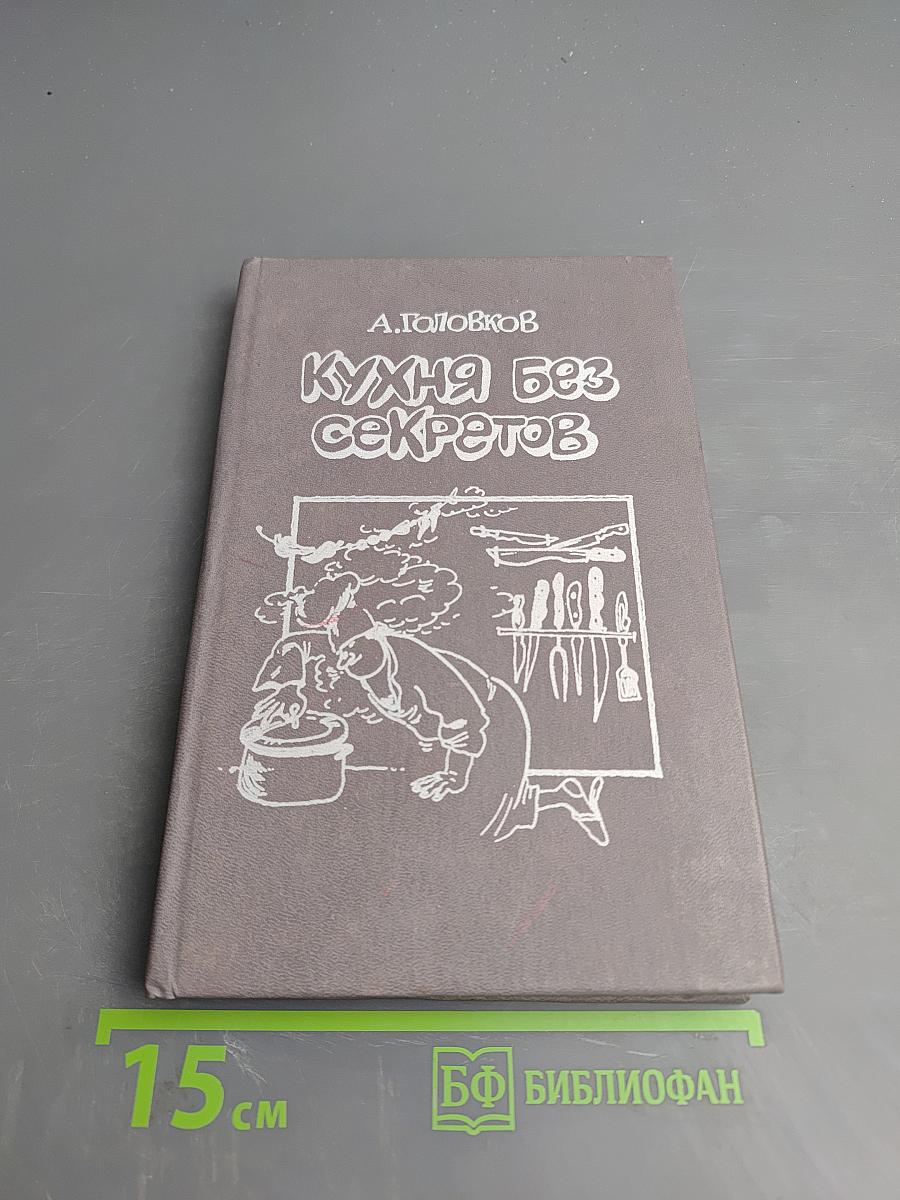 А.ГОЛОВКОВ
КУХНЯ БЕЗ
СЕКРЕТОВ
15 см
БФ БИБЛИОФАН